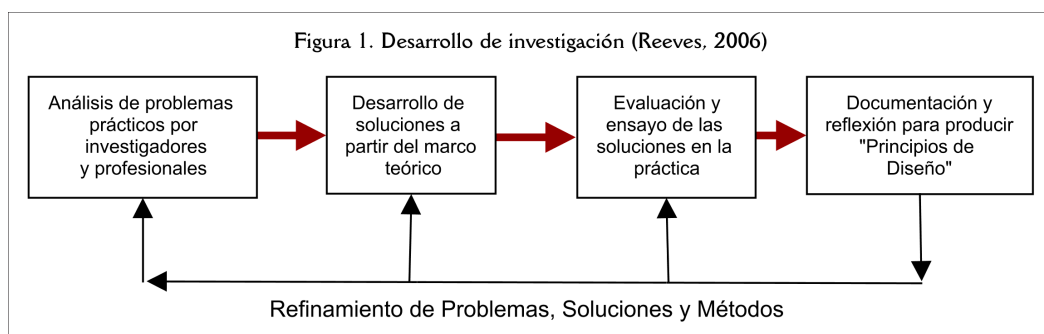 Figura 1. Desarrollo de investigación (Reeves, 2006)
Análisis de problemas
prácticos por
investigadores
y profesionales
Desarrollo de
soluciones a
partir del marco
teórico
Evaluación y
ensayo de las
soluciones en la
práctica
Documentación y
reflexión para producir
"Principios de
Diseño"
Refinamiento de Problemas, Soluciones y Métodos